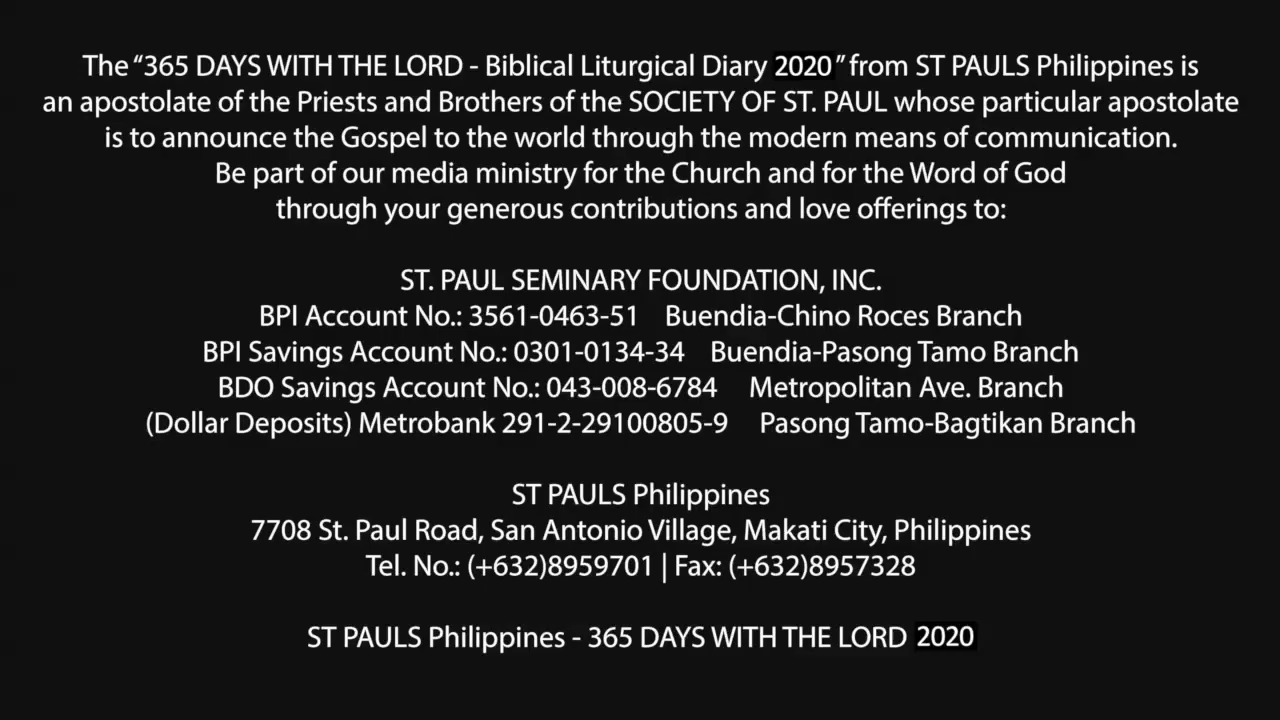 The “365 DAYS WITH THE LORD - Biblical Liturgical Diary 2020” from ST PAULS Philippines is
an apostolate of the Priests and Brothers of the SOCIETY OF ST. PAUL whose particular apostolate
is to announce the Gospel to the world through the modern means of communication.
Be part of our media ministry for the Church and for the Word of God
through your generous contributions and love offerings to:
ST. PAUL SEMINARY FOUNDATION, INC.
BPI Account No.: 3561-0463-51 Buendia-Chino Roces Branch
BPI Savings Account No.: 0301-0134-34 Buendia-Pasong Tamo Branch
BDO Savings Account No.: 043-008-6784 Metropolitan Ave. Branch
(Dollar Deposits) Metrobank 291-2-29100805-9 Pasong Tamo-Bagtikan Branch
ST PAULS Philippines
7708 St. Paul Road, San Antonio Village, Makati City, Philippines
Tel. No.: (+632)8959701 | Fax: (+632)8957328
ST PAULS Philippines - 365 DAYS WITH THE LORD 2020